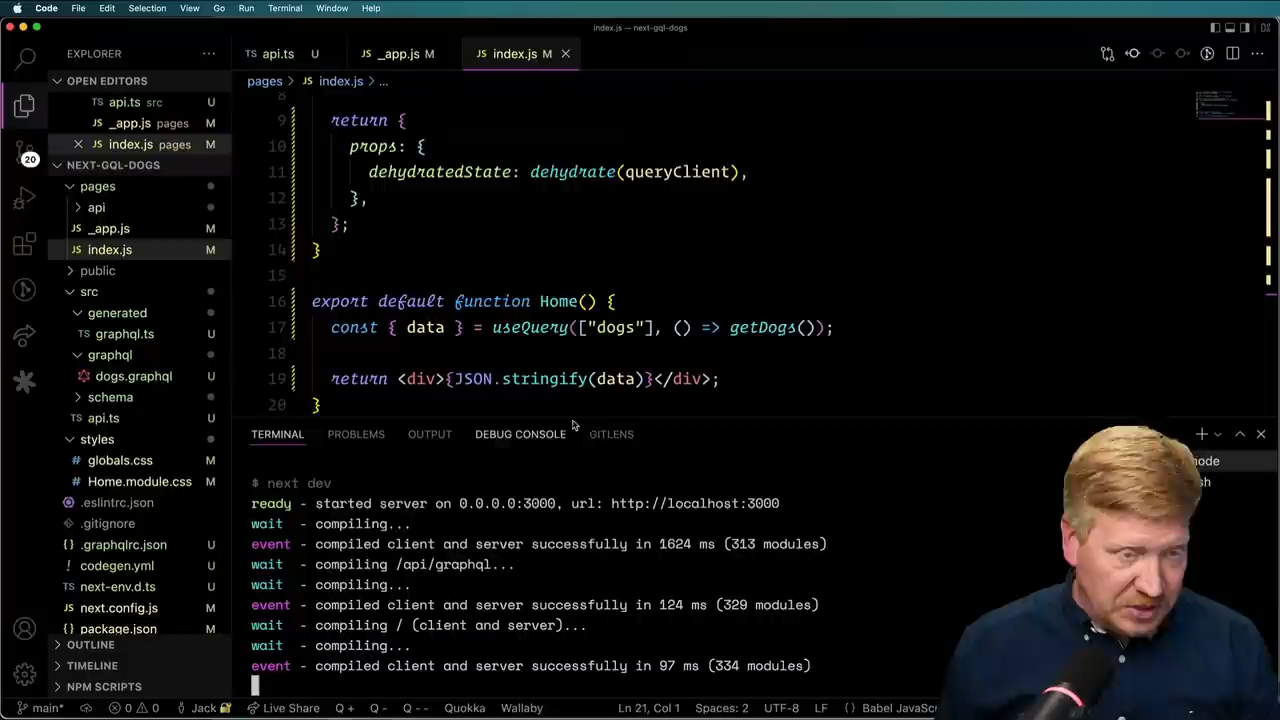 Code File Edit Selection View Go Run Terminal Window Help
index.js — next-gql-dogs
EXPLORER
OPEN EDITORS
api.ts src U
_app.js pages M
index.js pages M
NEXT-GQL-DOGS
pages
api
_app.js M
index.js M
public
src
generated
graphql.ts U
graphql
dogs.graphql U
schema
api.ts U
styles
globals.css M
Home.module.css M
.eslintrc.json
.gitignore
.graphqlrc.json U
codegen.yml U
next-env.d.ts U
next.config.js M
package.json M
OUTLINE
TIMELINE
NPM SCRIPTS
20
api.ts U
_app.js M
index.js M
pages > index.js > ...
8
9 return {
10 props: {
11 dehydratedState: dehydrate(queryClient),
12 },
13 };
14 }
15
16 export default function Home() {
17 const { data } = useQuery(["dogs"], () => getDogs());
18
19 return <div>{JSON.stringify(data)}</div>;
20 }
TERMINAL PROBLEMS OUTPUT DEBUG CONSOLE GITLENS
$ next dev
ready - started server on 0.0.0.0:3000, url: http://localhost:3000
wait - compiling...
event - compiled client and server successfully in 1624 ms (313 modules)
wait - compiling /api/graphql...
wait - compiling...
event - compiled client and server successfully in 124 ms (329 modules)
wait - compiling / (client and server)...
wait - compiling...
event - compiled client and server successfully in 97 ms (334 modules)
main* 0 0 Jack Live Share Q + Q - Q -- Quokka Wallaby Ln 21, Col 1 Spaces: 2 UTF-8 LF {} Babel JavaSc